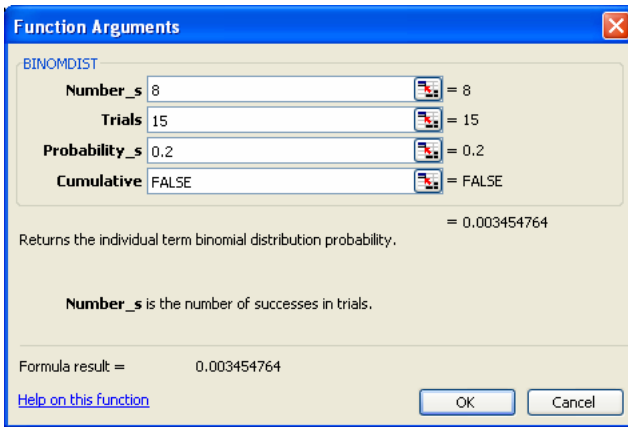 Function Arguments
BINOMDIST
Number_s 8 = 8
Trials 15 = 15
Probability_s 0.2 = 0.2
Cumulative FALSE = FALSE
= 0.003454764
Returns the individual term binomial distribution probability.
Number_s is the number of successes in trials.
Formula result = 0.003454764
Help on this function OK Cancel